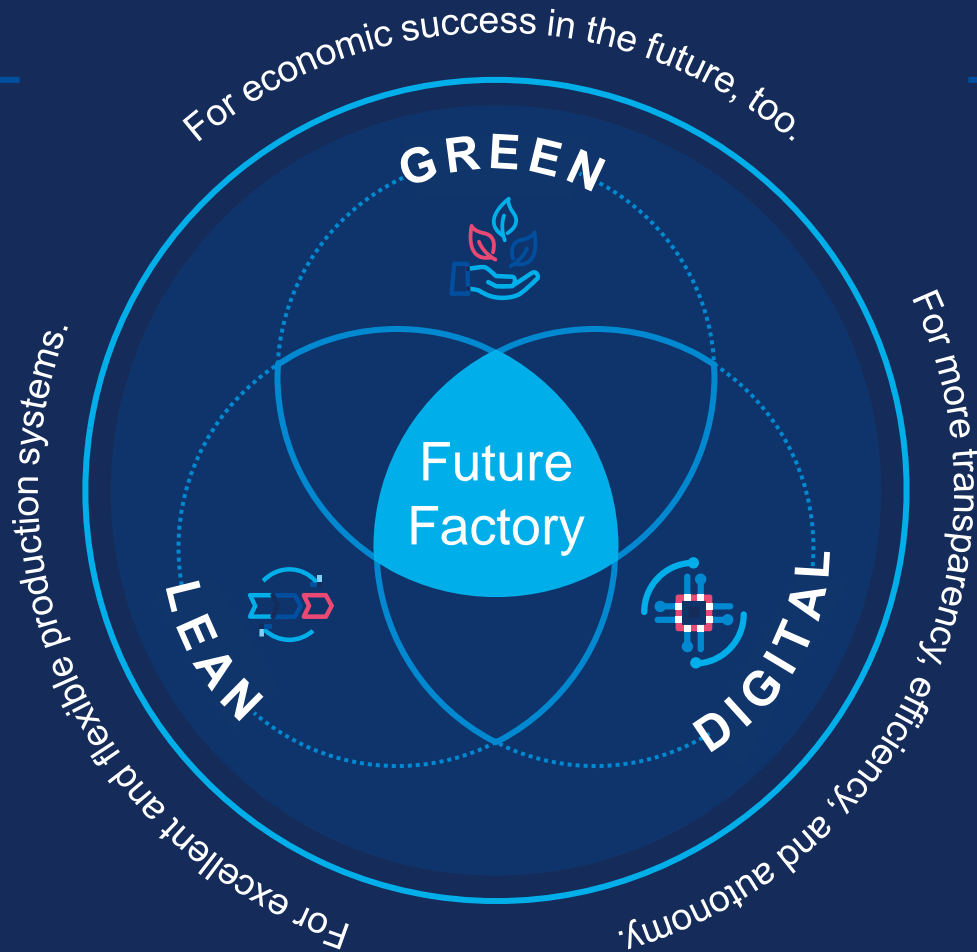 For economic success in the future, too.
GREEN
Future
Factory
LEAN
DIGITAL
For excellent and flexible production systems.
For more transparency, efficiency, and autonomy.